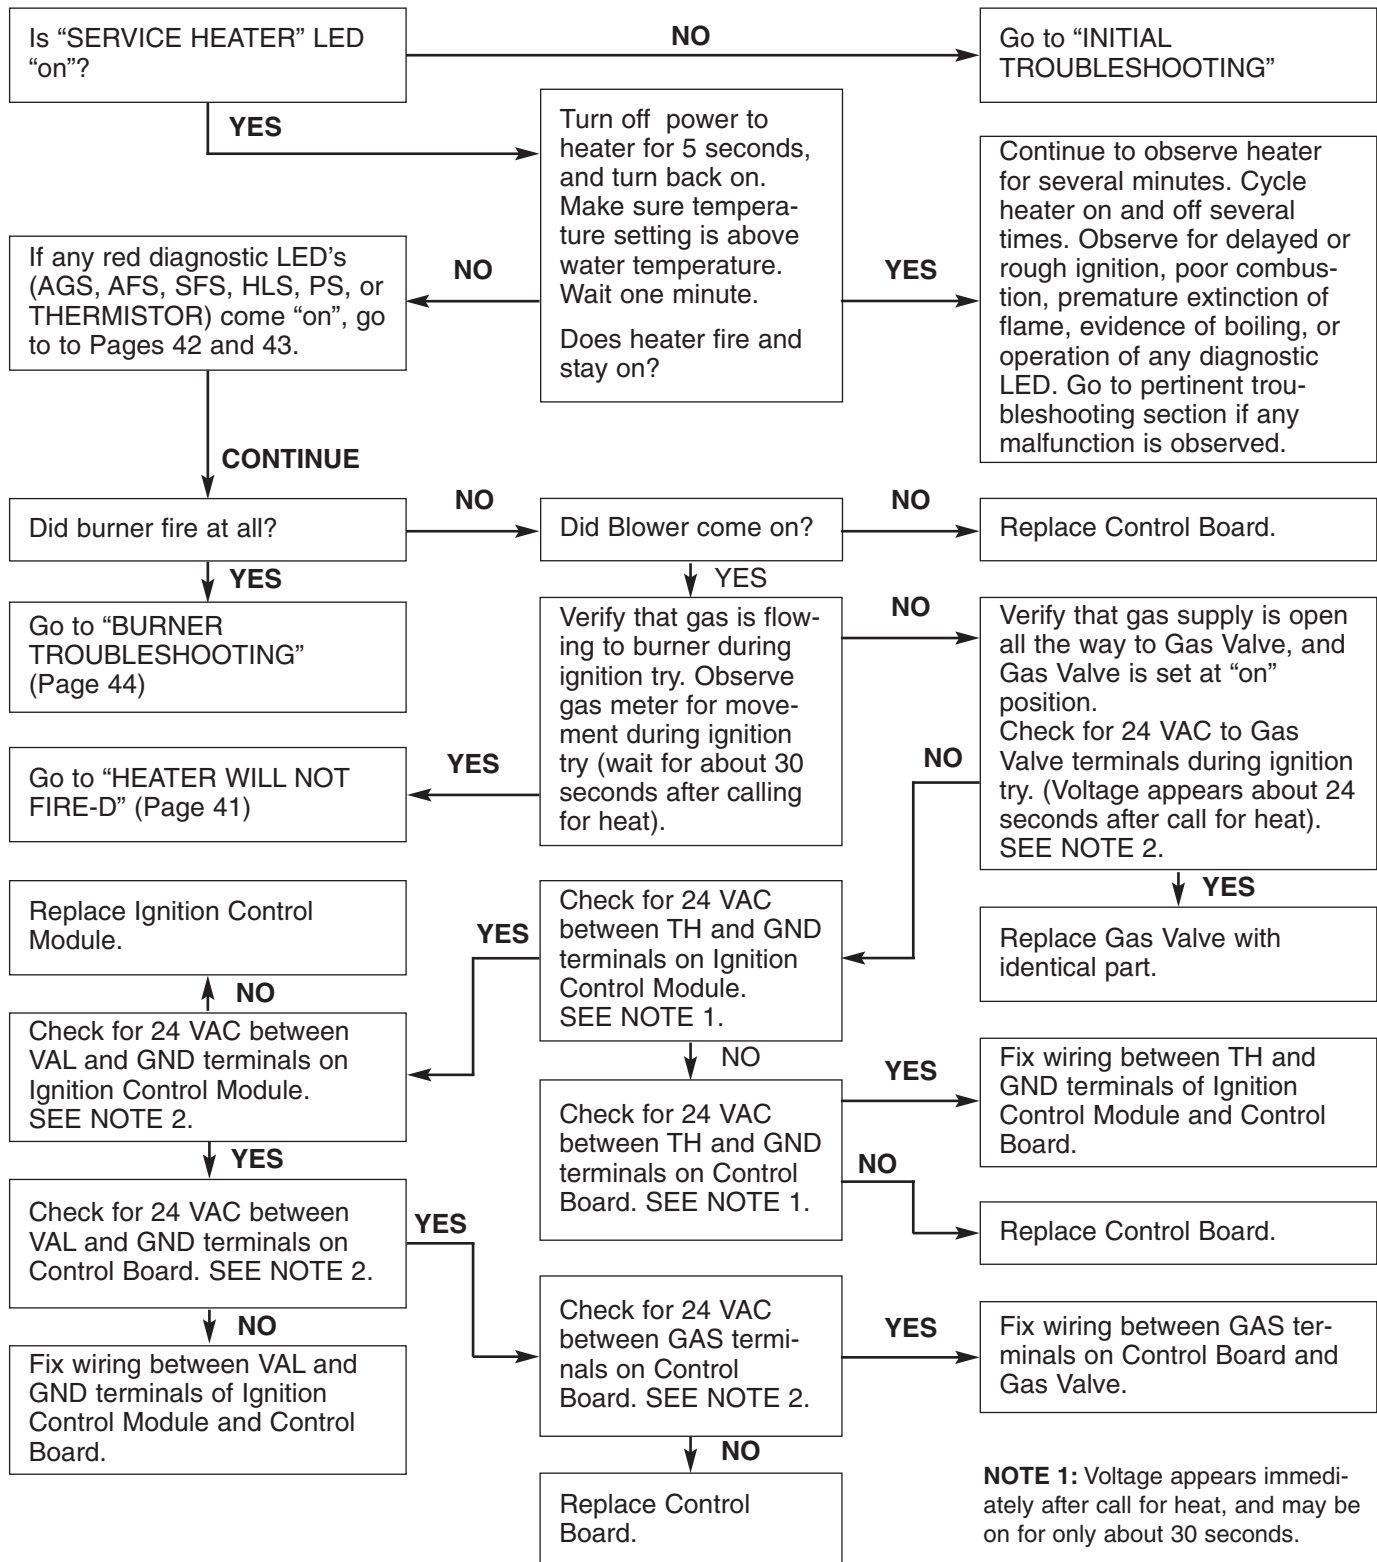 Is “SERVICE HEATER” LED
“on”?
NO
Go to “INITIAL
TROUBLESHOOTING”
YES
Turn off  power to
heater for 5 seconds,
and turn back on.
Make sure tempera-
ture setting is above
water temperature.
Wait one minute.
Does heater fire and
stay on?
YES
Continue to observe heater
for several minutes. Cycle
heater on and off several
times. Observe for delayed or
rough ignition, poor combus-
tion, premature extinction of
flame, evidence of boiling, or
operation of any diagnostic
LED. Go to pertinent trou-
bleshooting section if any
malfunction is observed.
NO
If any red diagnostic LED's
(AGS, AFS, SFS, HLS, PS, or
THERMISTOR) come “on”, go
to to Pages 42 and 43.
CONTINUE
Did burner fire at all?
NO
Did Blower come on?
NO
Replace Control Board.
YES
Go to “BURNER
TROUBLESHOOTING”
(Page 44)
YES
Verify that gas is flow-
ing to burner during
ignition try. Observe
gas meter for move-
ment during ignition
try (wait for about 30
seconds after calling
for heat).
NO
Verify that gas supply is open
all the way to Gas Valve, and
Gas Valve is set at “on”
position.
Check for 24 VAC to Gas
Valve terminals during ignition
try. (Voltage appears about 24
seconds after call for heat).
SEE NOTE 2.
YES
Go to “HEATER WILL NOT
FIRE-D” (Page 41)
NO
YES
Replace Gas Valve with
identical part.
Check for 24 VAC
between TH and GND
terminals on Ignition
Control Module.
SEE NOTE 1.
YES
Replace Ignition Control
Module.
NO
Check for 24 VAC between
VAL and GND terminals on
Ignition Control Module.
SEE NOTE 2.
NO
Check for 24 VAC
between TH and GND
terminals on Control
Board. SEE NOTE 1.
YES
Fix wiring between TH and
GND terminals of Ignition
Control Module and Control
Board.
NO
Replace Control Board.
YES
Check for 24 VAC between
VAL and GND terminals on
Control Board. SEE NOTE 2.
YES
Check for 24 VAC
between GAS termi-
nals on Control
Board. SEE NOTE 2.
YES
Fix wiring between GAS ter-
minals on Control Board and
Gas Valve.
NO
Fix wiring between VAL and
GND terminals of Ignition
Control Module and Control
Board.
NO
Replace Control
Board.
NOTE 1: Voltage appears immedi-
ately after call for heat, and may be
on for only about 30 seconds.